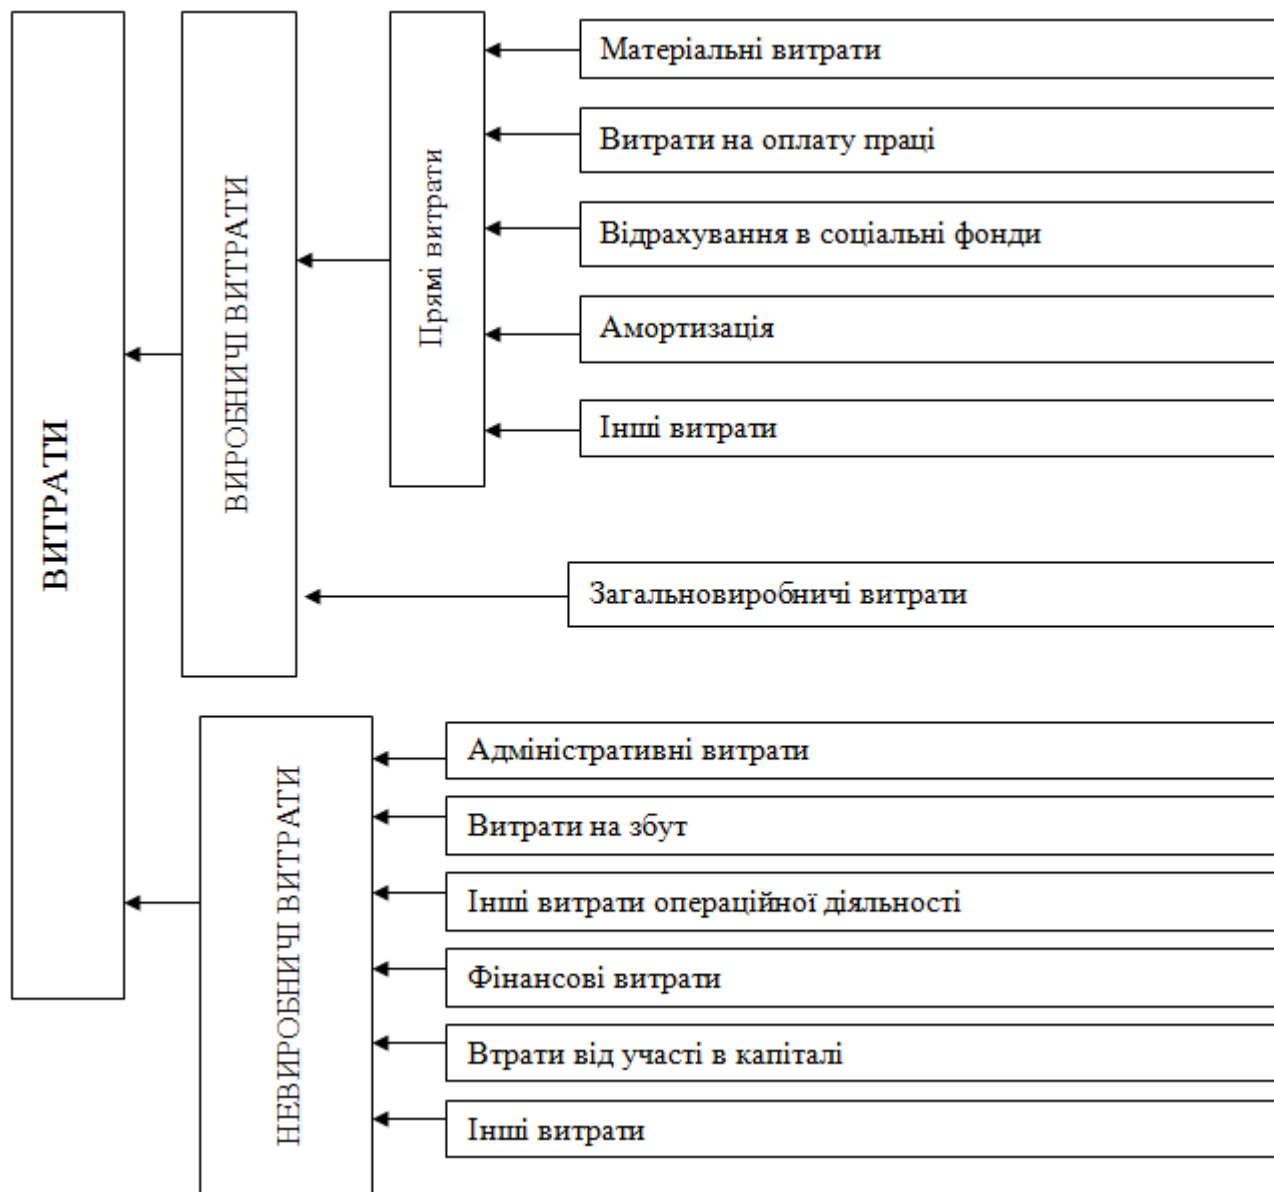 ВИТРАТИ
ВИРОБНИЧІ ВИТРАТИ
Прямі витрати
Матеріальні витрати
Витрати на оплату праці
Відрахування в соціальні фонди
Амортизація
Інші витрати
Загальновиробничі витрати
НЕВИРОБНИЧІ ВИТРАТИ
Адміністративні витрати
Витрати на збут
Інші витрати операційної діяльності
Фінансові витрати
Втрати від участі в капіталі
Інші витрати